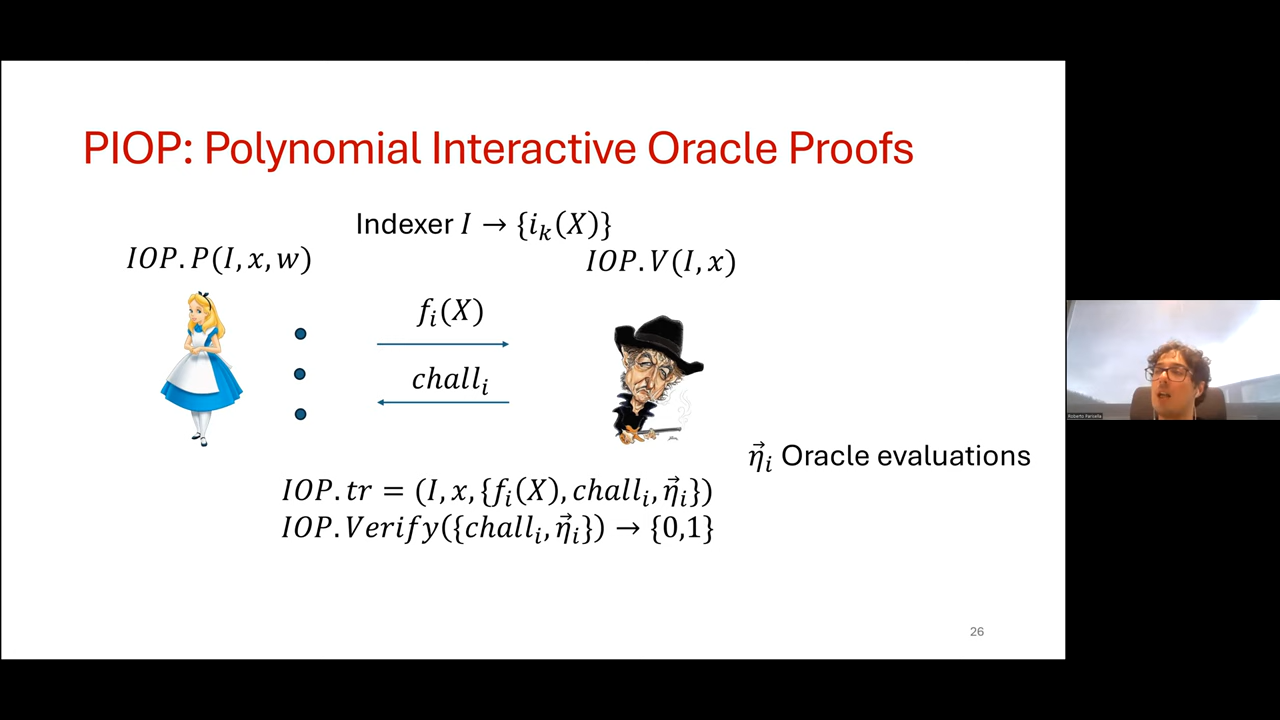 PIOP: Polynomial Interactive Oracle Proofs
Indexer I → {i_k(X)}
IOP.P(I, x, w)
IOP.V(I, x)
f_i(X)
chall_i
η⃗_i Oracle evaluations
IOP.tr = (I, x, {f_i(X), chall_i, η⃗_i})
IOP.Verify({chall_i, η⃗_i}) → {0,1}
26